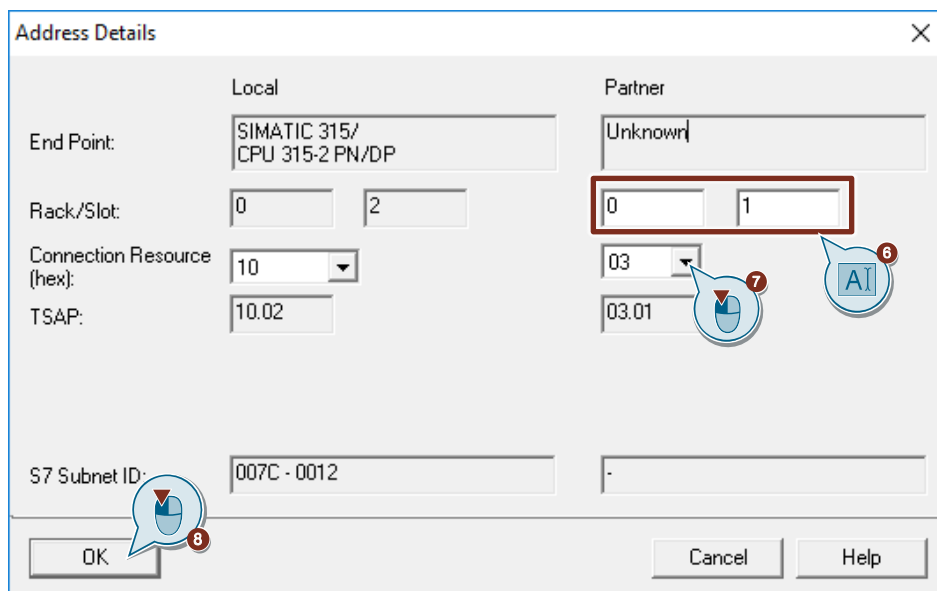 Address Details
Local Partner
End Point: SIMATIC 315/
CPU 315-2 PN/DP Unknown
Rack/Slot: 0 2 0 1
6
Connection Resource
(hex): 10 03
7
A
TSAP: 10.02 03.01
S7 Subnet ID: 007C - 0012 -
8
OK Cancel Help